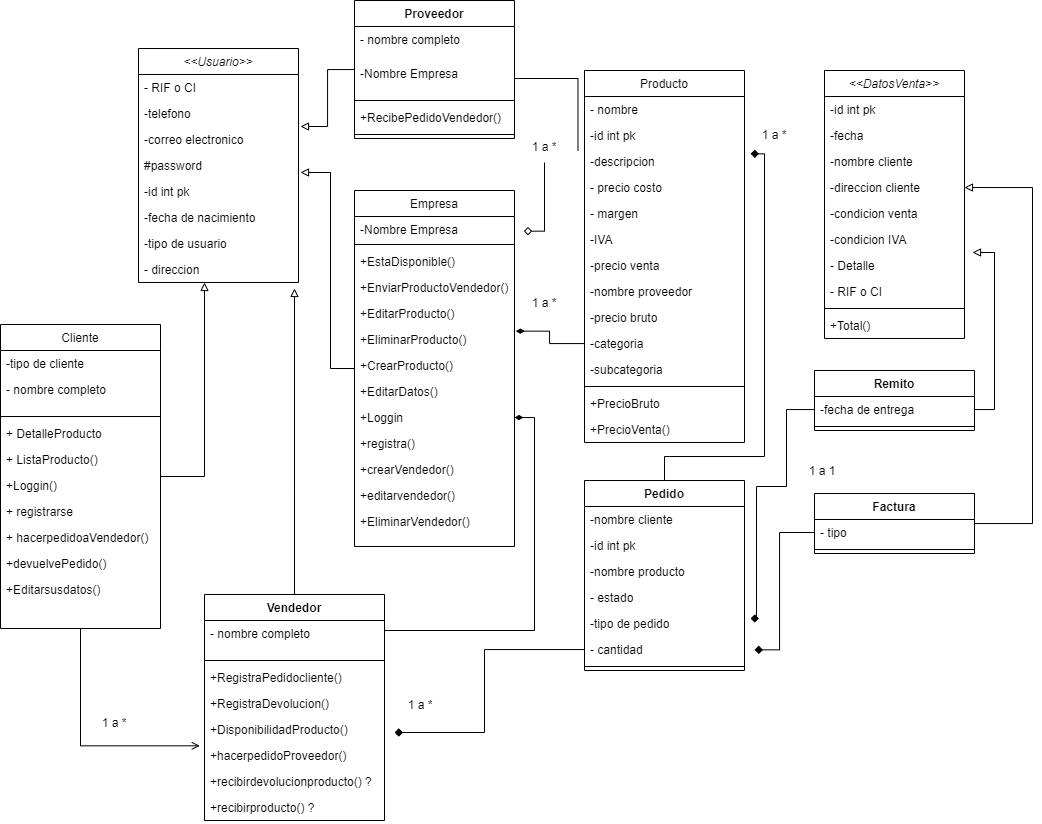 Proveedor
- nombre completo
-Nombre Empresa
+RecibePedidoVendedor()
<<Usuario>>
- RIF o CI
-telefono
-correo electronico
#password
-id int pk
-fecha de nacimiento
-tipo de usuario
- direccion
Producto
- nombre
-id int pk
-descripcion
- precio costo
- margen
-IVA
-precio venta
-nombre proveedor
-precio bruto
-categoria
-subcategoria
+PrecioBruto
+PrecioVenta()
<<DatosVenta>>
-id int pk
-fecha
-nombre cliente
-direccion cliente
-condicion venta
-condicion IVA
- Detalle
- RIF o CI
+Total()
1 a *
1 a *
Empresa
-Nombre Empresa
+EstaDisponible()
+EnviarProductoVendedor()
+EditarProducto()
+EliminarProducto()
+CrearProducto()
+EditarDatos()
+Loggin
+registra()
+crearVendedor()
+editarvendedor()
+EliminarVendedor()
1 a *
Cliente
-tipo de cliente
- nombre completo
+ DetalleProducto
+ ListaProducto()
+Loggin()
+ registrarse
+ hacerpedidoaVendedor()
+devuelvePedido()
+Editarsusdatos()
Remito
-fecha de entrega
1 a 1
Pedido
-nombre cliente
-id int pk
-nombre producto
- estado
-tipo de pedido
- cantidad
Factura
- tipo
Vendedor
- nombre completo
+RegistraPedidocliente()
+RegistraDevolucion()
+DisponibilidadProducto()
+hacerpedidoProveedor()
+recibirdevolucionproducto() ?
+recibirproducto() ?
1 a *
1 a *